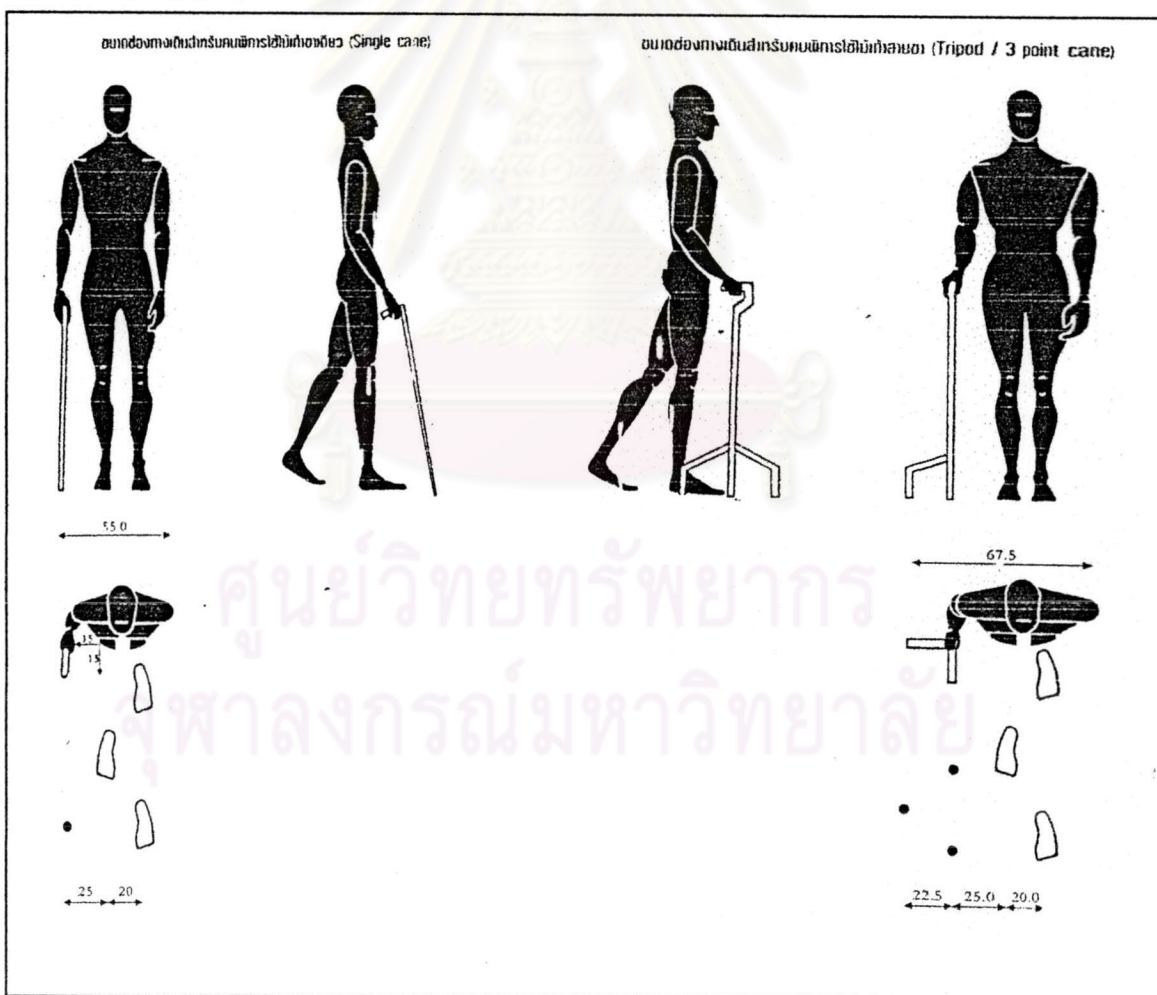 ขนาดช่องทางเดินสำหรับคนพิการใช้ไม้เท้าขาเดียว (Single cane)
ขนาดช่องทางเดินสำหรับคนพิการใช้ไม้เท้าสามขา (Tripod / 3 point cane)
55.0
67.5
15
15
25 20
22.5 25.0 20.0
ศูนย์วิทยทรัพยากร
จุฬาลงกรณ์มหาวิทยาลัย